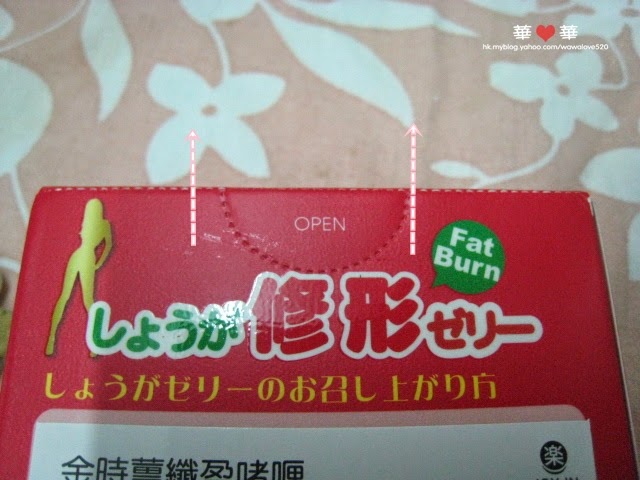 華❤華
hk.myblog.yahoo.com/wawalove520
OPEN
Fat
Burn
しょうが修形ゼリー
しょうがゼリーのお召し上がり方
金時薑纖盈啫喱
楽